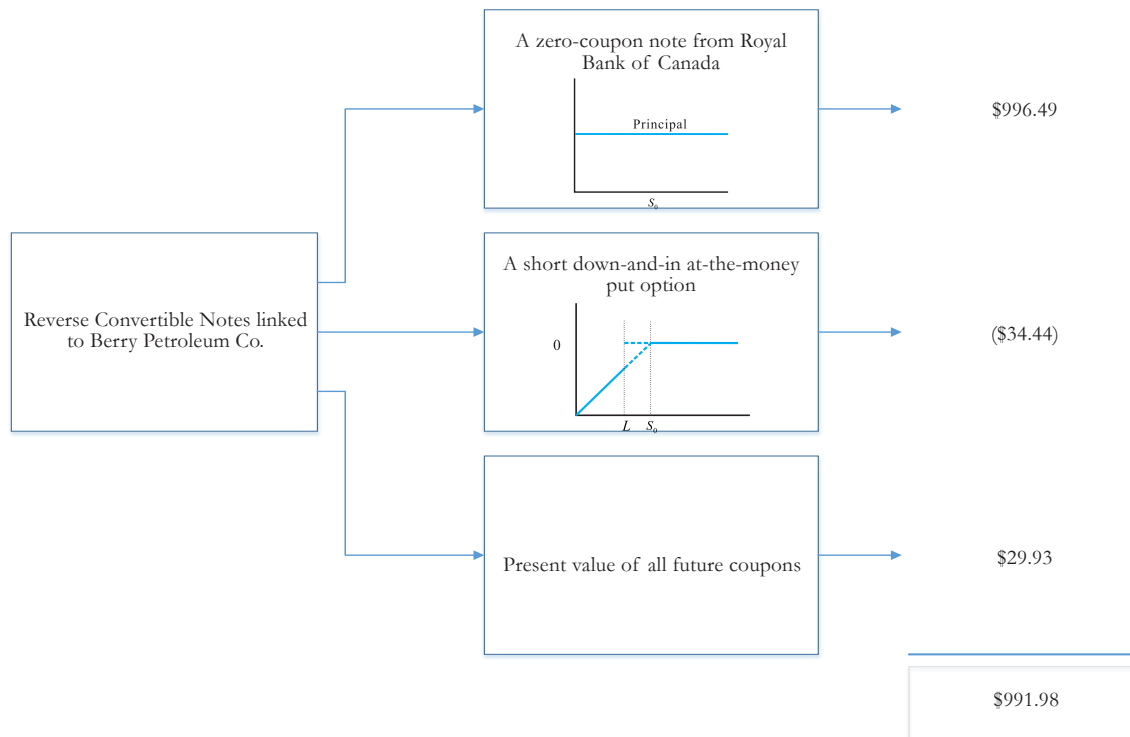 A zero-coupon note from Royal
Bank of Canada
Principal
S₀
$996.49
Reverse Convertible Notes linked
to Berry Petroleum Co.
A short down-and-in at-the-money
put option
0
L S₀
($34.44)
Present value of all future coupons
$29.93
$991.98